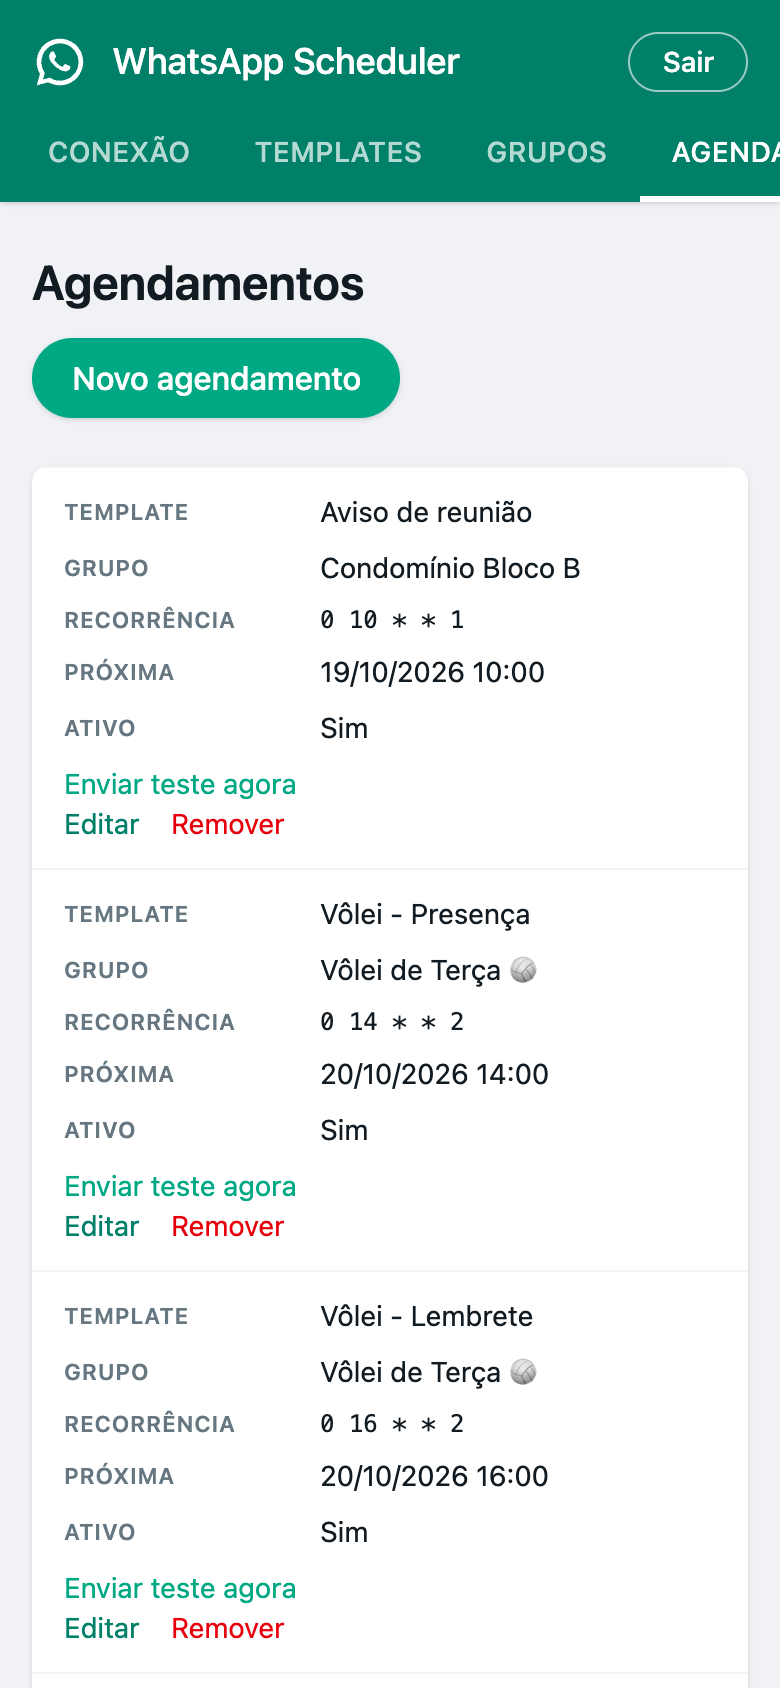 WhatsApp Scheduler
Sair
CONEXÃO TEMPLATES GRUPOS AGENDA
Agendamentos
Novo agendamento
TEMPLATE Aviso de reunião
GRUPO Condomínio Bloco B
RECORRÊNCIA 0 10 * * 1
PRÓXIMA 19/10/2026 10:00
ATIVO Sim
Enviar teste agora
Editar Remover
TEMPLATE Vôlei - Presença
GRUPO Vôlei de Terça 🏐
RECORRÊNCIA 0 14 * * 2
PRÓXIMA 20/10/2026 14:00
ATIVO Sim
Enviar teste agora
Editar Remover
TEMPLATE Vôlei - Lembrete
GRUPO Vôlei de Terça 🏐
RECORRÊNCIA 0 16 * * 2
PRÓXIMA 20/10/2026 16:00
ATIVO Sim
Enviar teste agora
Editar Remover